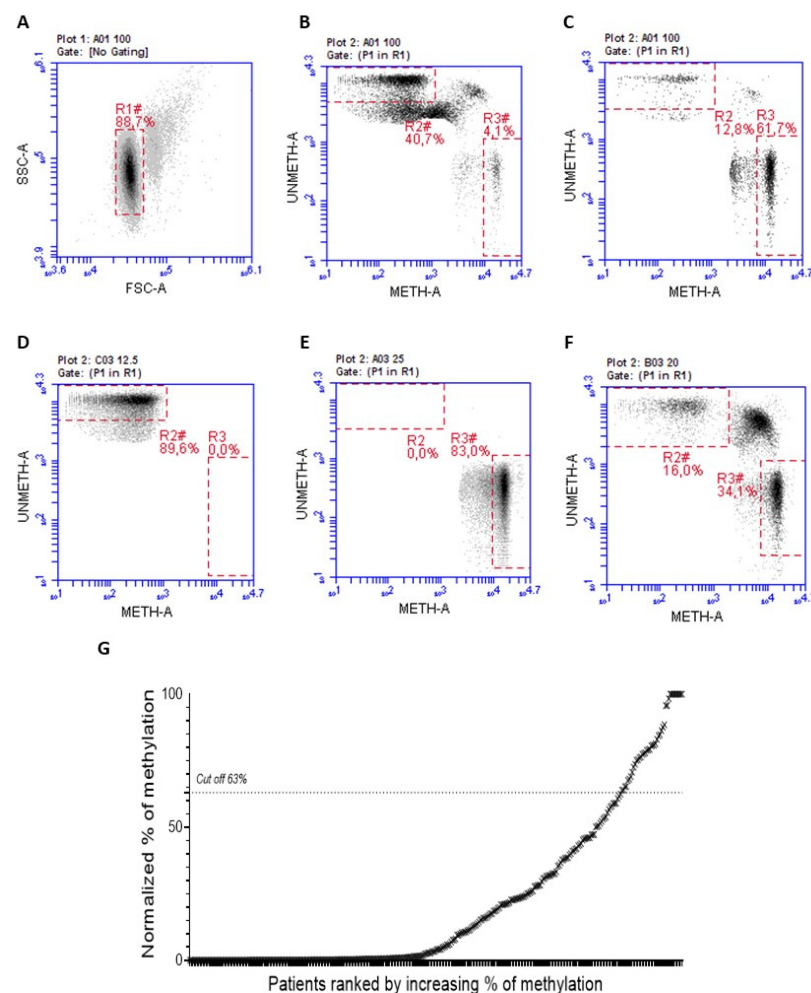 A
Plot 1: A01 100
Gate: [No Gating]
SSC-A
R1#
88,7%
FSC-A
B
Plot 2: A01 100
Gate: (P1 in R1)
UNMETH-A
R2#
40,7%
R3#
4,1%
METH-A
C
Plot 2: A01 100
Gate: (P1 in R1)
UNMETH-A
R2
12,8%
R3
61,7%
METH-A
D
Plot 2: C03 12.5
Gate: (P1 in R1)
UNMETH-A
R2#
89,6%
R3
0,0%
METH-A
E
Plot 2: A03 25
Gate: (P1 in R1)
UNMETH-A
R2
0,0%
R3#
83,0%
METH-A
F
Plot 2: B03 20
Gate: (P1 in R1)
UNMETH-A
R2#
16,0%
R3#
34,1%
METH-A
G
Normalized % of methylation
100
50
0
Cut off 63%
Patients ranked by increasing % of methylation